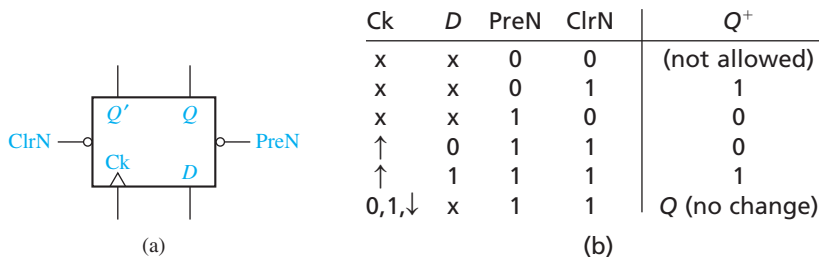 Q′ Q
ClrN PreN
Ck D
(a)
Ck D PreN ClrN Q⁺
x x 0 0 (not allowed)
x x 0 1 1
x x 1 0 0
↑ 0 1 1 0
↑ 1 1 1 1
0,1,↓ x 1 1 Q (no change)
(b)